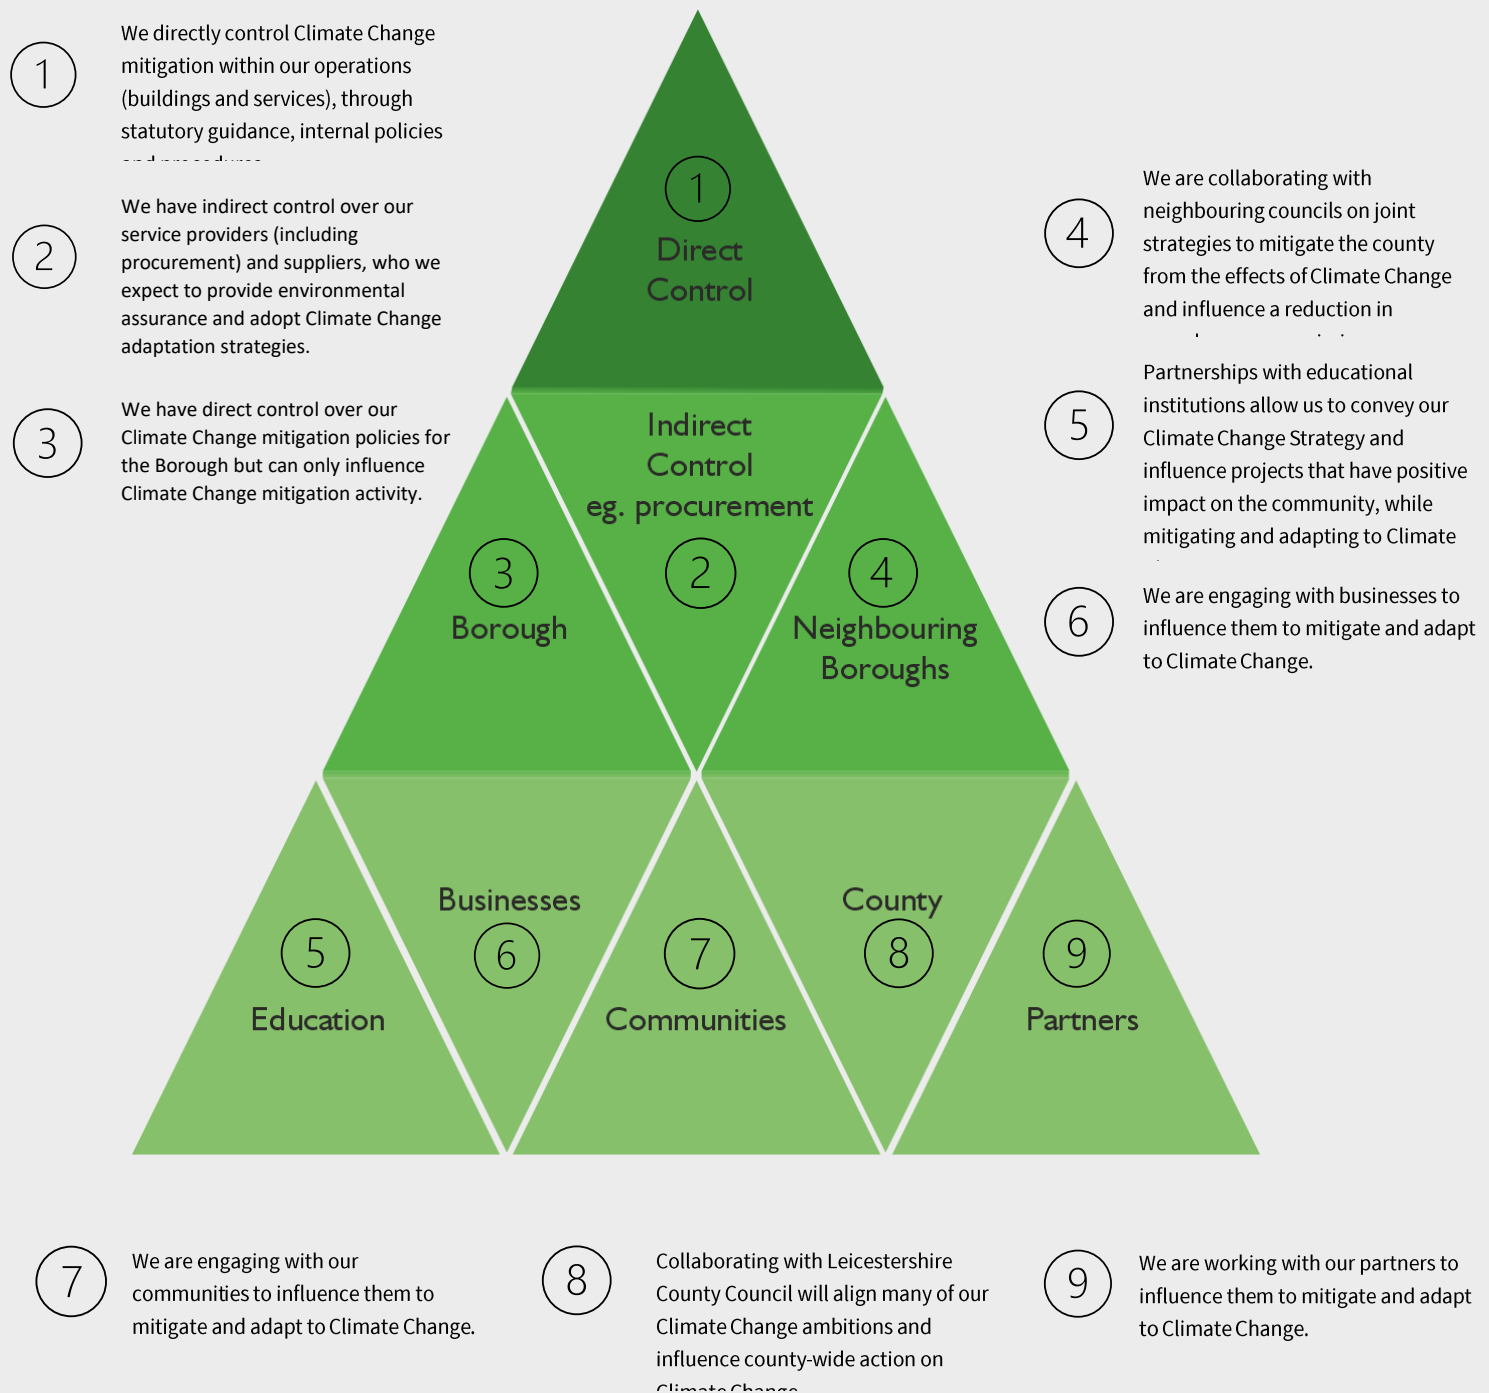 1
We directly control Climate Change
mitigation within our operations
(buildings and services), through
statutory guidance, internal policies
and procedures
2
We have indirect control over our
service providers (including
procurement) and suppliers, who we
expect to provide environmental
assurance and adopt Climate Change
adaptation strategies.
3
We have direct control over our
Climate Change mitigation policies for
the Borough but can only influence
Climate Change mitigation activity.
1
Direct
Control
Indirect
Control
eg. procurement
2
3
Borough
4
Neighbouring
Boroughs
5
Education
Businesses
6
7
Communities
County
8
9
Partners
4
We are collaborating with
neighbouring councils on joint
strategies to mitigate the county
from the effects of Climate Change
and influence a reduction in
5
Partnerships with educational
institutions allow us to convey our
Climate Change Strategy and
influence projects that have positive
impact on the community, while
mitigating and adapting to Climate
6
We are engaging with businesses to
influence them to mitigate and adapt
to Climate Change.
7
We are engaging with our
communities to influence them to
mitigate and adapt to Climate Change.
8
Collaborating with Leicestershire
County Council will align many of our
Climate Change ambitions and
influence county-wide action on
Climate Change
9
We are working with our partners to
influence them to mitigate and adapt
to Climate Change.